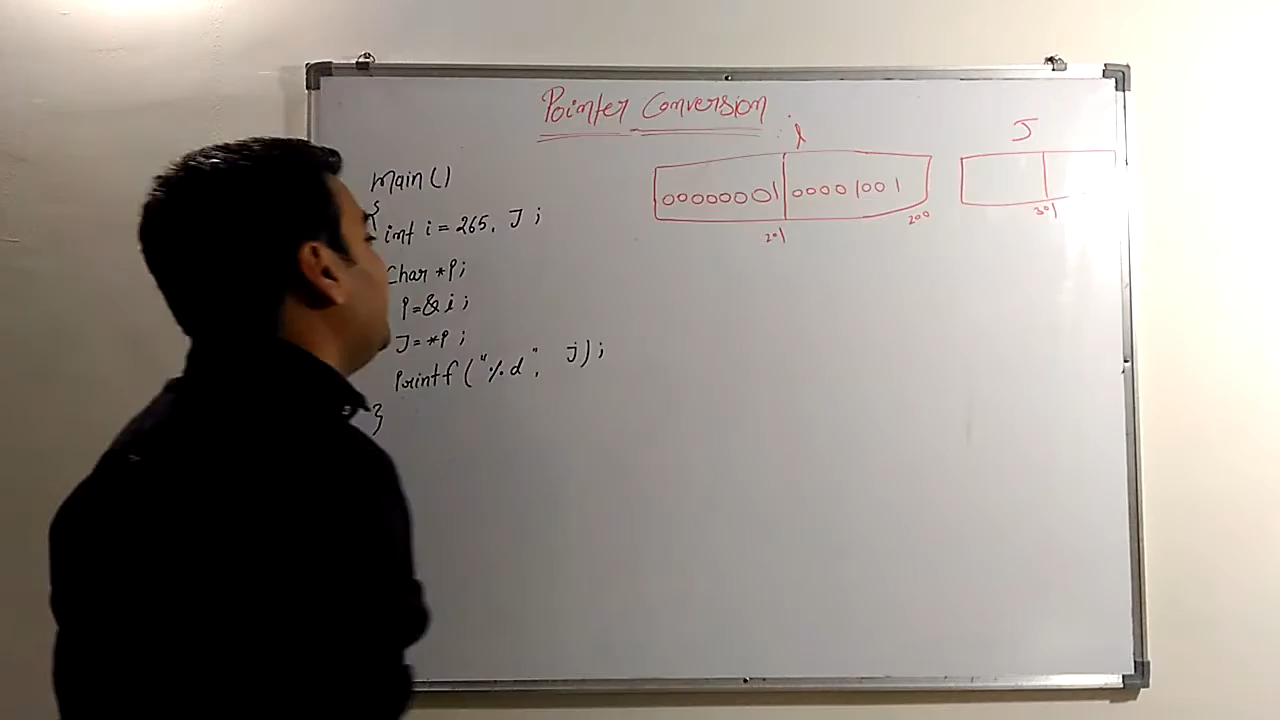 Pointer Conversion
main()
{
int i = 265, J ;
Char *P;
P=& i ;
J= *P ;
Printf ( "%d", j) ;
}
i
00000001 00001001
201 200
J
301